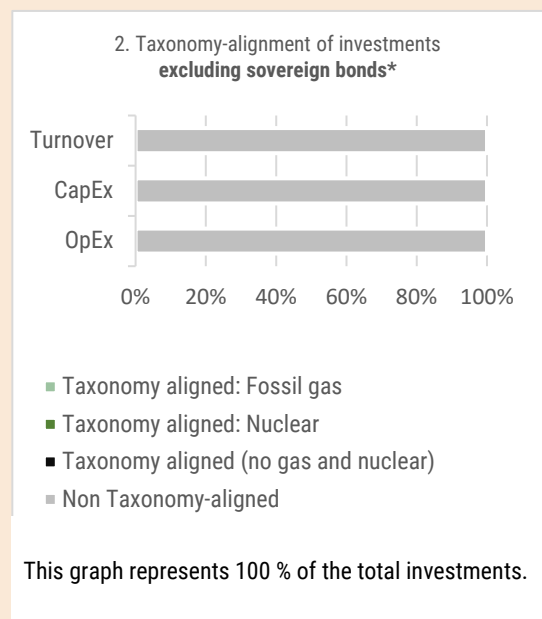 2. Taxonomy-alignment of investments
excluding sovereign bonds*
Turnover
CapEx
OpEx
0% 20% 40% 60% 80% 100%
Taxonomy aligned: Fossil gas
Taxonomy aligned: Nuclear
Taxonomy aligned (no gas and nuclear)
Non Taxonomy-aligned
This graph represents 100 % of the total investments.